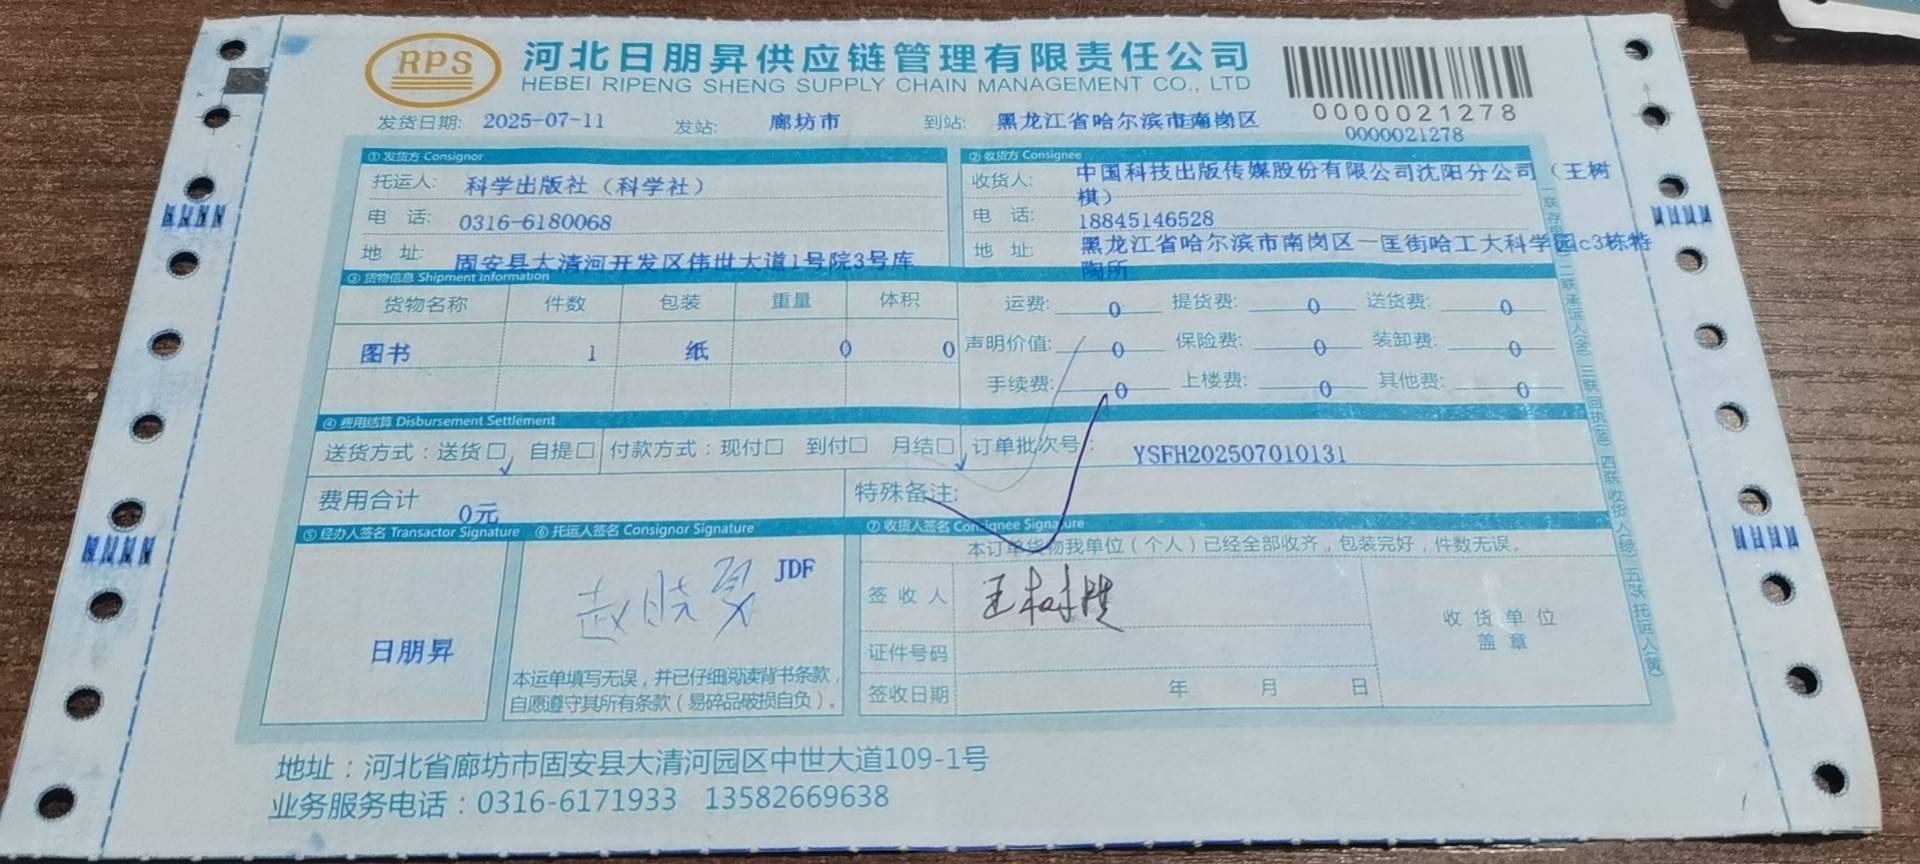 RPS
河北日朋昇供应链管理有限责任公司
HEBEI RIPENG SHENG SUPPLY CHAIN MANAGEMENT CO., LTD
0000021278
0000021278
发货日期: 2025-07-11 发站: 廊坊市 到站: 黑龙江省哈尔滨市南岗区
① 发货方 Consignor
托运人: 科学出版社（科学社）
电 话: 0316-6180068
地 址: 固安县大清河开发区伟世大道1号院3号库
② 收货方 Consignee
收货人: 中国科技出版传媒股份有限公司沈阳分公司（王树
棋）
电 话: 18845146528
地 址: 黑龙江省哈尔滨市南岗区一匡街哈工大科学园c3栋特
陶所
③ 货物信息 Shipment Information
货物名称 件数 包装 重量 体积
图书 1 纸 0 0
运费: 0 提货费: 0 送货费: 0
声明价值: 0 保险费: 0 装卸费: 0
手续费: 0 上楼费: 0 其他费: 0
④ 费用结算 Disbursement Settlement
送货方式：送货□√ 自提□ 付款方式：现付□ 到付□ 月结□√ 订单批次号： YSFH202507010131
费用合计 0元 特殊备注:
⑤ 经办人签名 Transactor Signature
日朋昇
⑥ 托运人签名 Consignor Signature
赵晓勇 JDF
本运单填写无误，并已仔细阅读背书条款，
自愿遵守其所有条款（易碎品破损自负）。
⑦ 收货人签名 Consignee Signature
本订单货物我单位（个人）已经全部收齐，包装完好，件数无误。
签收人 王树棋
证件号码
签收日期 年 月 日
收货单位
盖章
地址：河北省廊坊市固安县大清河园区中世大道109-1号
业务服务电话：0316-6171933 13582669638